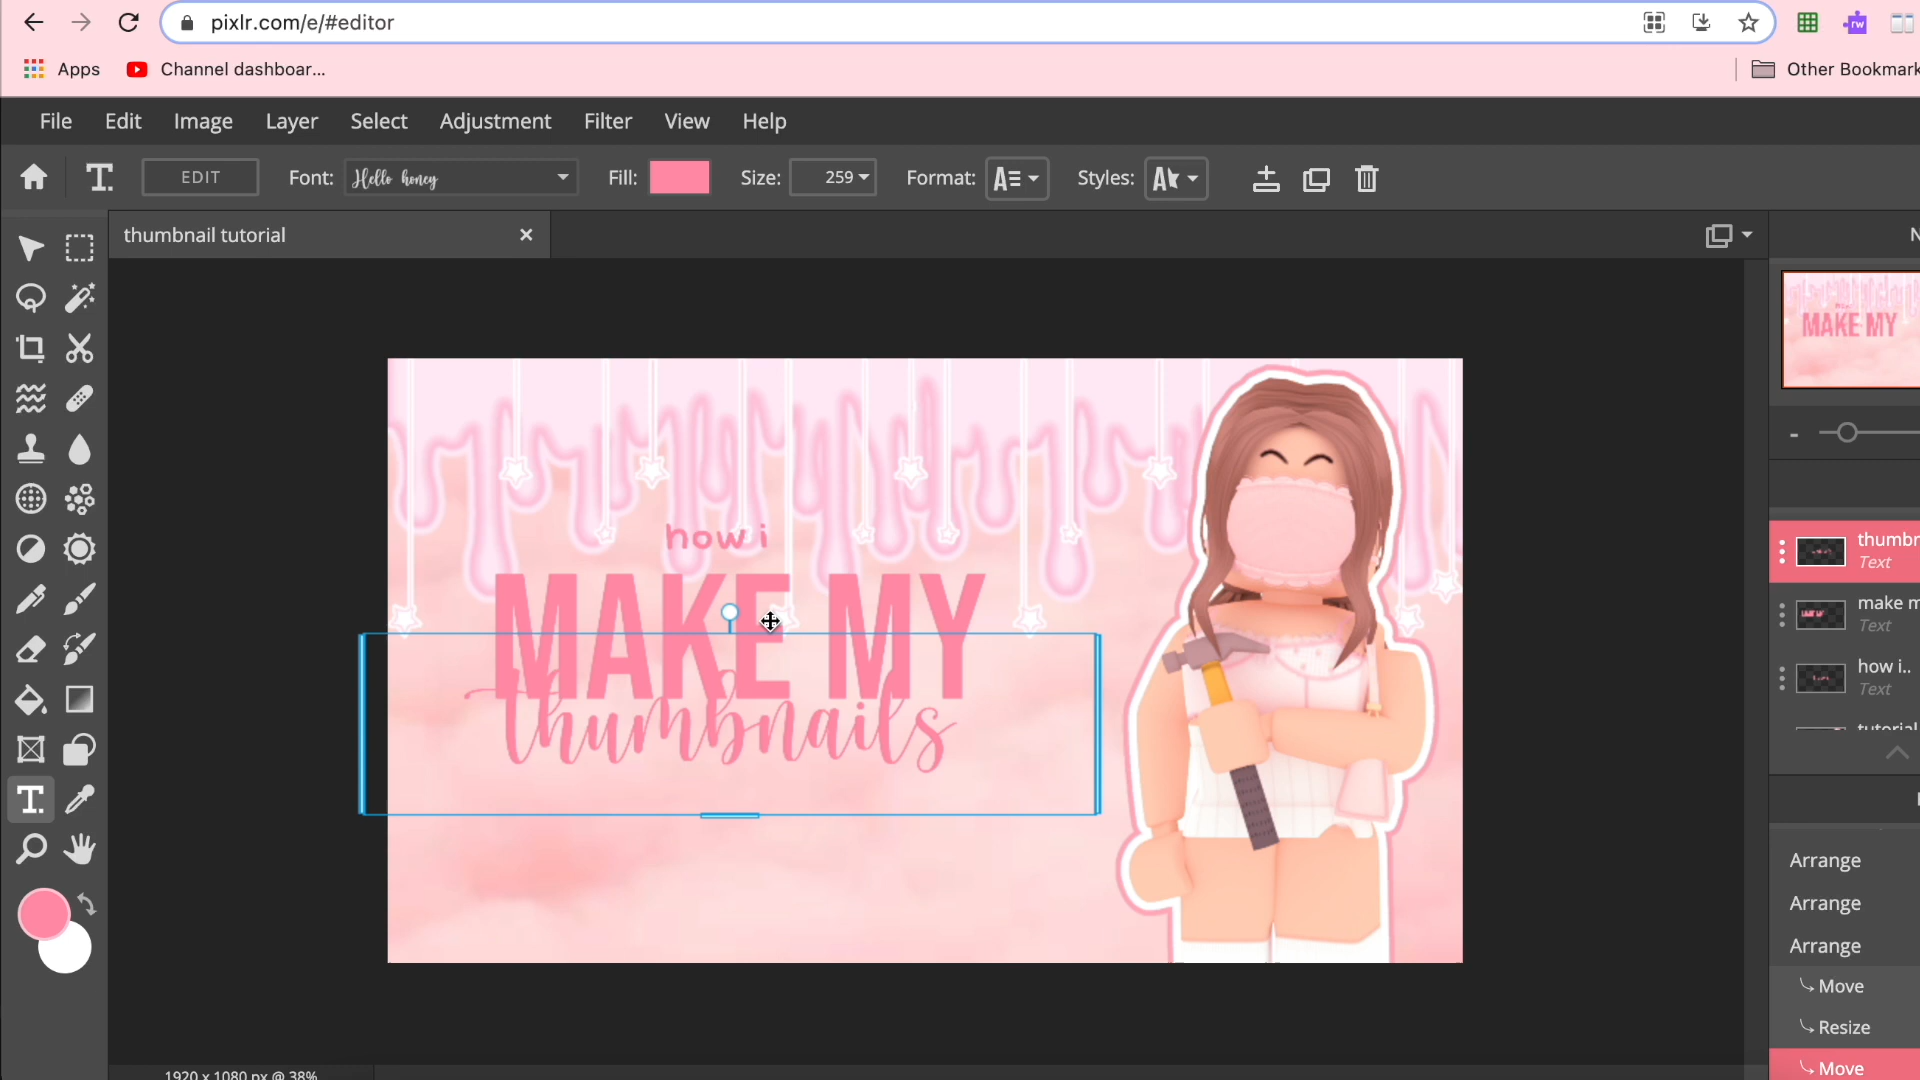 pixlr.com/e/#editor
Apps Channel dashboar... Other Bookmark
File Edit Image Layer Select Adjustment Filter View Help
T. EDIT Font: Hello honey Fill: Size: 259 Format: A Styles: A
thumbnail tutorial
MAKE MY
how i
MAKE MY
thumbnails
thumbr
Text
make m
Text
how i..
Text
tutorial
T.
Arrange
Arrange
Arrange
Move
Resize
Move
1920 x 1080 px @ 38%